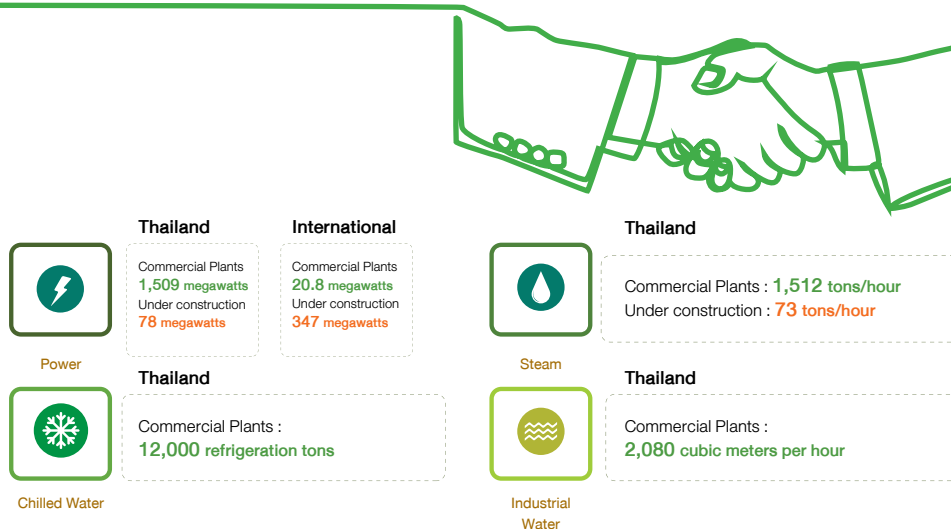 Thailand
Commercial Plants
1,509 megawatts
Under construction
78 megawatts
International
Commercial Plants
20.8 megawatts
Under construction
347 megawatts
Power
Thailand
Commercial Plants : 1,512 tons/hour
Under construction : 73 tons/hour
Steam
Thailand
Commercial Plants :
12,000 refrigeration tons
Chilled Water
Thailand
Commercial Plants :
2,080 cubic meters per hour
Industrial
Water